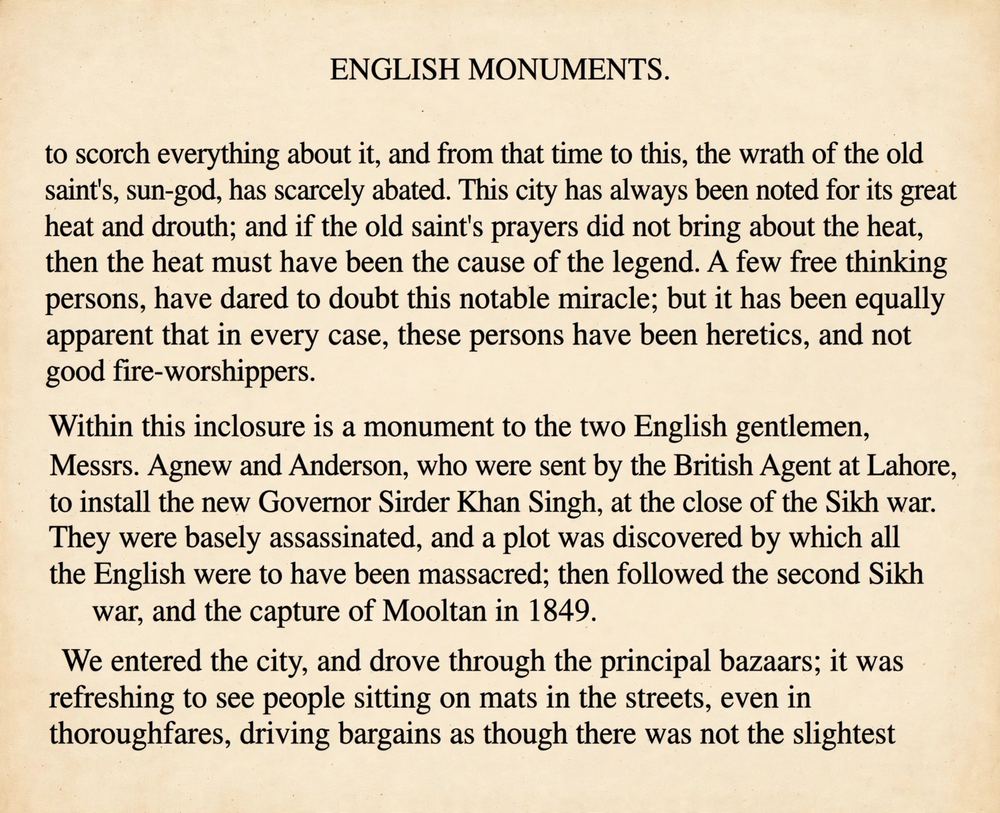 ENGLISH MONUMENTS.
to scorch everything about it, and from that time to this, the wrath of the old
saint's, sun-god, has scarcely abated. This city has always been noted for its great
heat and drouth; and if the old saint's prayers did not bring about the heat,
then the heat must have been the cause of the legend. A few free thinking
persons, have dared to doubt this notable miracle; but it has been equally
apparent that in every case, these persons have been heretics, and not
good fire-worshippers.
Within this inclosure is a monument to the two English gentlemen,
Messrs. Agnew and Anderson, who were sent by the British Agent at Lahore,
to install the new Governor Sirder Khan Singh, at the close of the Sikh war.
They were basely assassinated, and a plot was discovered by which all
the English were to have been massacred; then followed the second Sikh
war, and the capture of Mooltan in 1849.
We entered the city, and drove through the principal bazaars; it was
refreshing to see people sitting on mats in the streets, even in
thoroughfares, driving bargains as though there was not the slightest